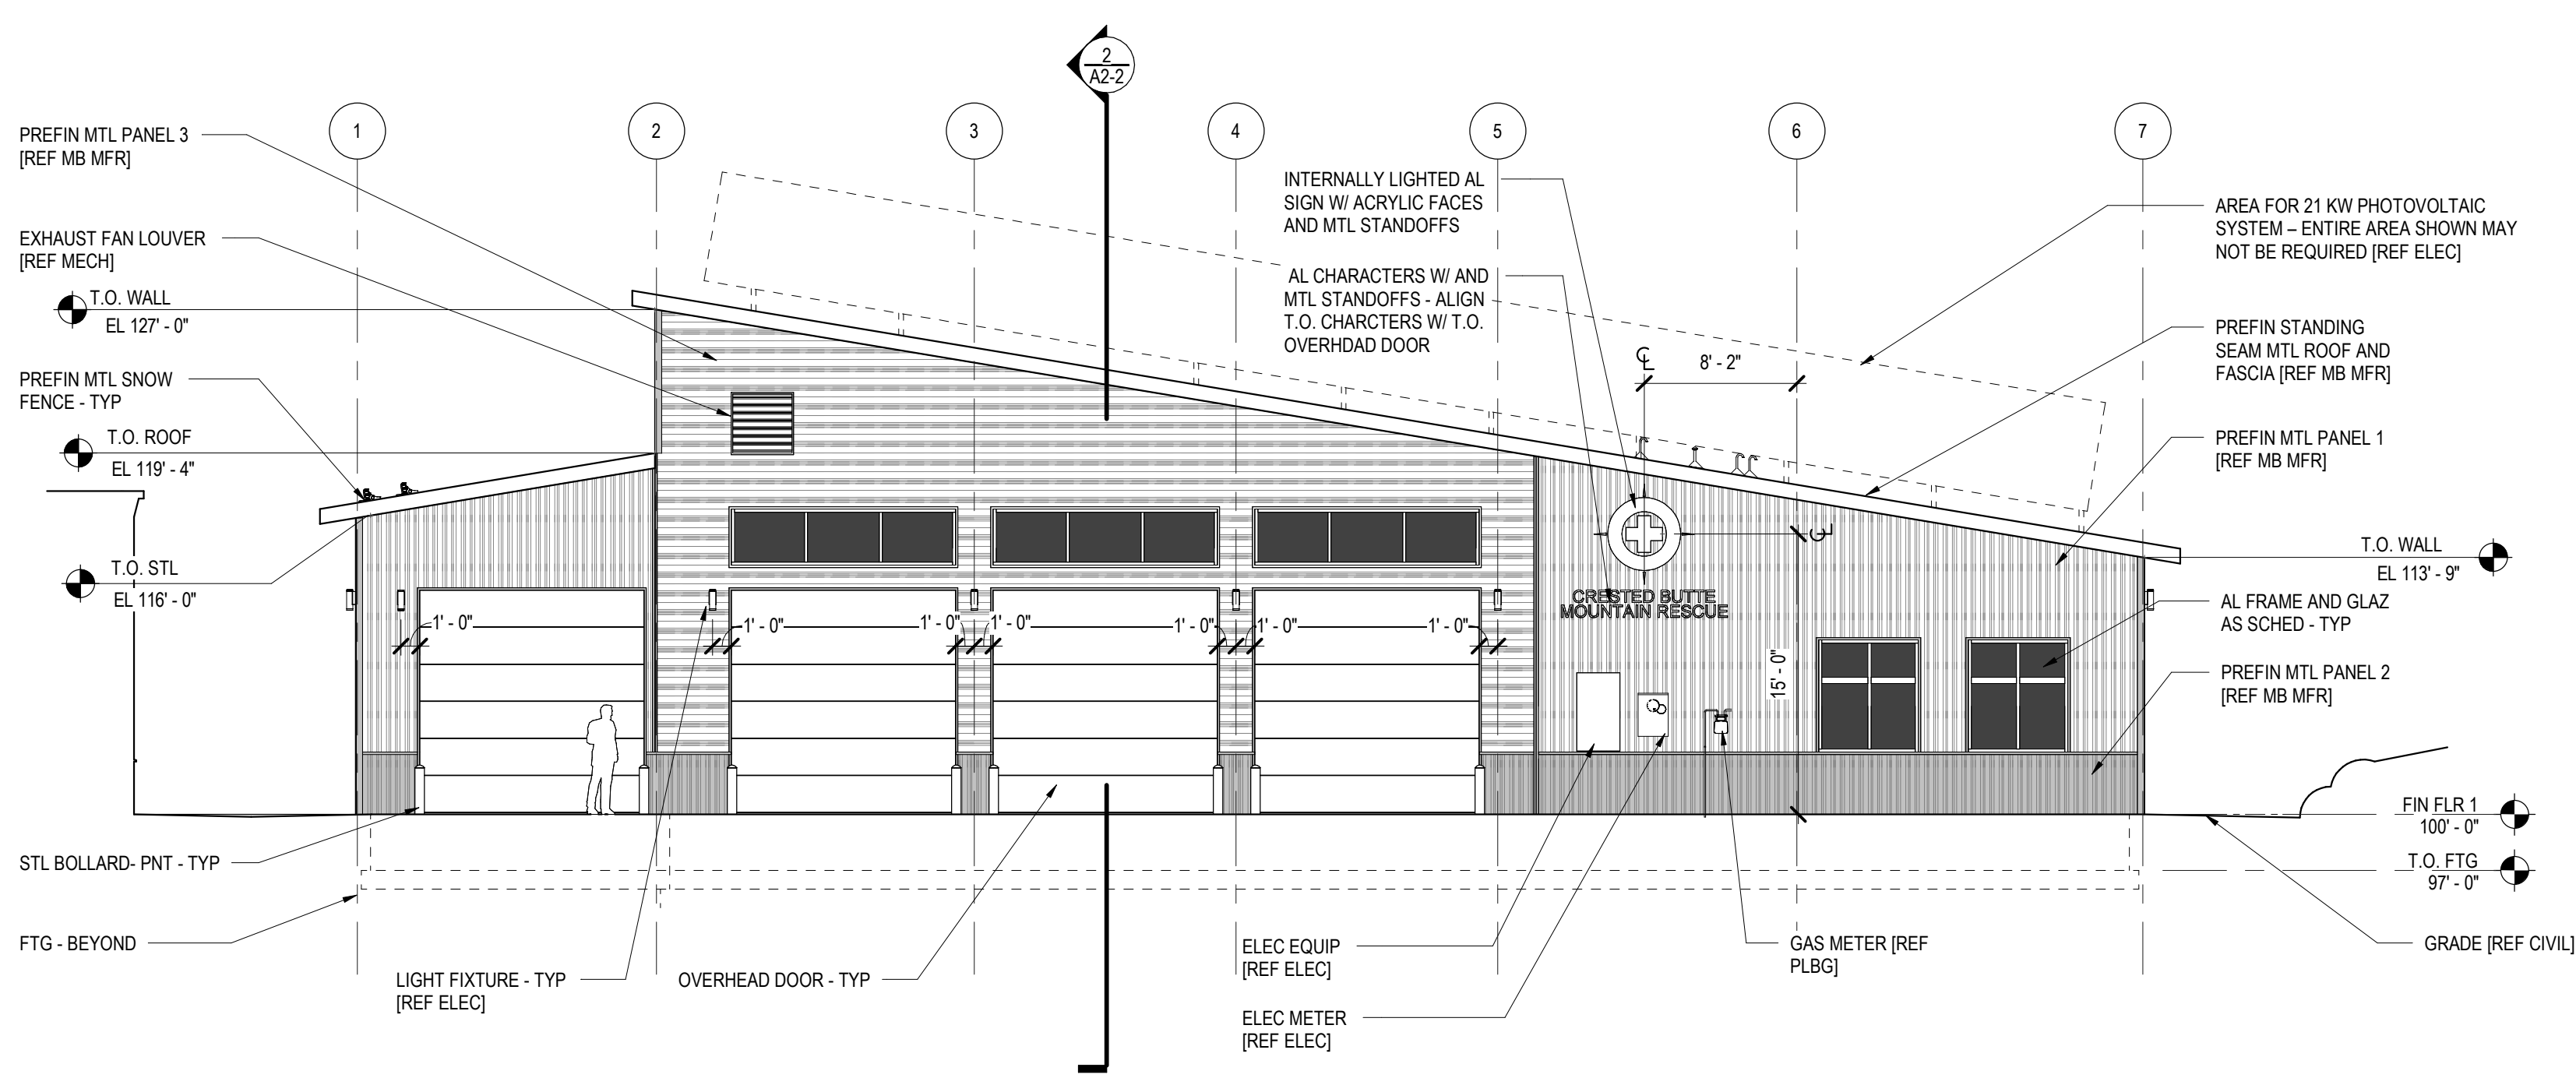 2
A2-2
1
2
3
4
5
6
7
PREFIN MTL PANEL 3
[REF MB MFR]
EXHAUST FAN LOUVER
[REF MECH]
T.O. WALL
EL 127' - 0"
PREFIN MTL SNOW
FENCE - TYP
T.O. ROOF
EL 119' - 4"
T.O. STL
EL 116' - 0"
STL BOLLARD- PNT - TYP
FTG - BEYOND
LIGHT FIXTURE - TYP
[REF ELEC]
OVERHEAD DOOR - TYP
1' - 0"
1' - 0"
1' - 0"
1' - 0"
1' - 0"
1' - 0"
1' - 0"
INTERNALLY LIGHTED AL
SIGN W/ ACRYLIC FACES
AND MTL STANDOFFS
AL CHARACTERS W/ AND
MTL STANDOFFS - ALIGN
T.O. CHARCTERS W/ T.O.
OVERHDAD DOOR
CL
8' - 2"
CL
CRESTED BUTTE
MOUNTAIN RESCUE
15' - 0"
ELEC EQUIP
[REF ELEC]
ELEC METER
[REF ELEC]
GAS METER [REF
PLBG]
AREA FOR 21 KW PHOTOVOLTAIC
SYSTEM – ENTIRE AREA SHOWN MAY
NOT BE REQUIRED [REF ELEC]
PREFIN STANDING
SEAM MTL ROOF AND
FASCIA [REF MB MFR]
PREFIN MTL PANEL 1
[REF MB MFR]
T.O. WALL
EL 113' - 9"
AL FRAME AND GLAZ
AS SCHED - TYP
PREFIN MTL PANEL 2
[REF MB MFR]
FIN FLR 1
100' - 0"
T.O. FTG
97' - 0"
GRADE [REF CIVIL]